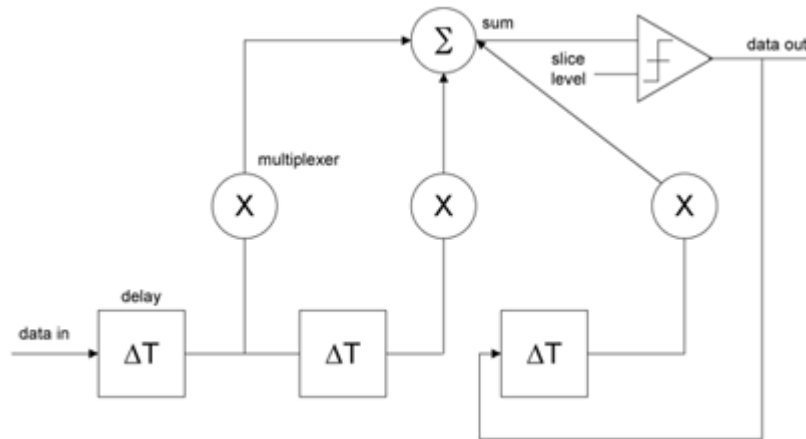 Σ
sum
data out
slice
level
multiplexer
X
X
X
delay
data in
ΔT
ΔT
ΔT